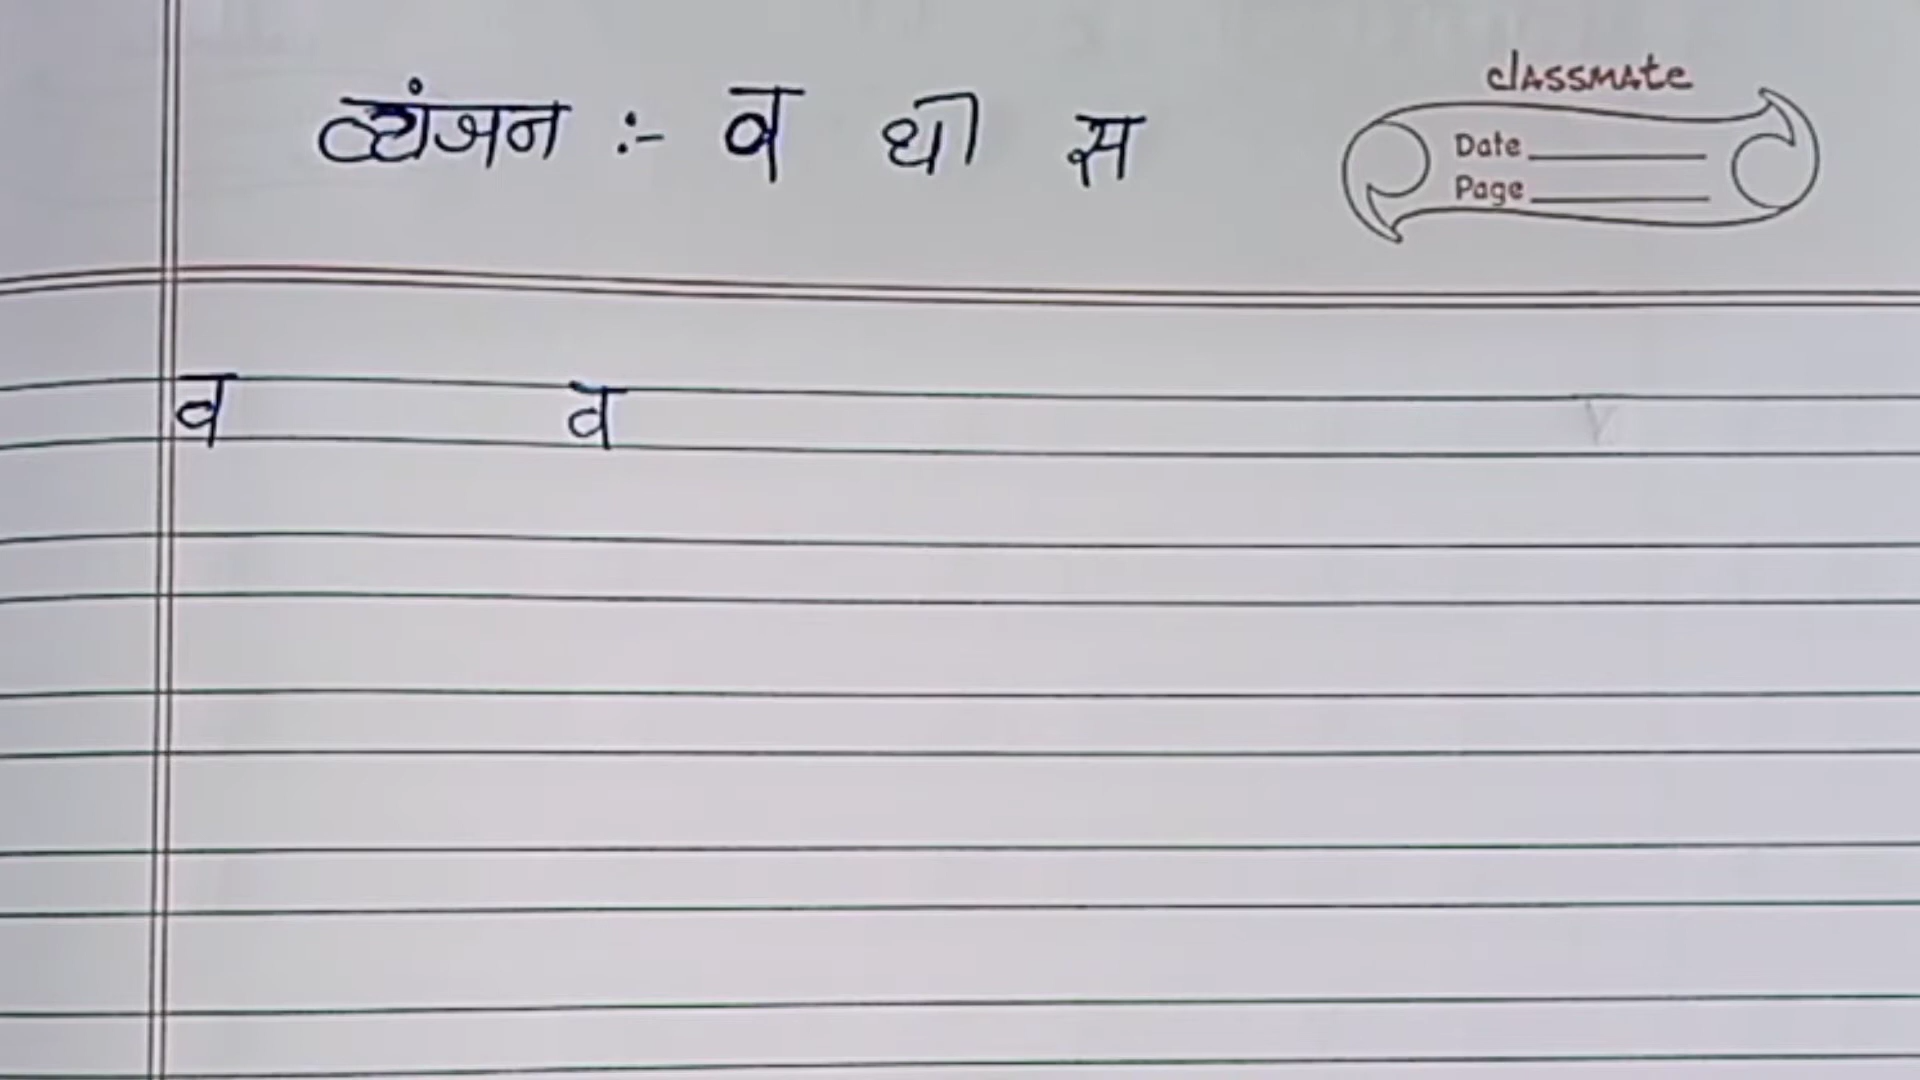 व्यंजन :- व थी स
classmate
Date
Page
व व